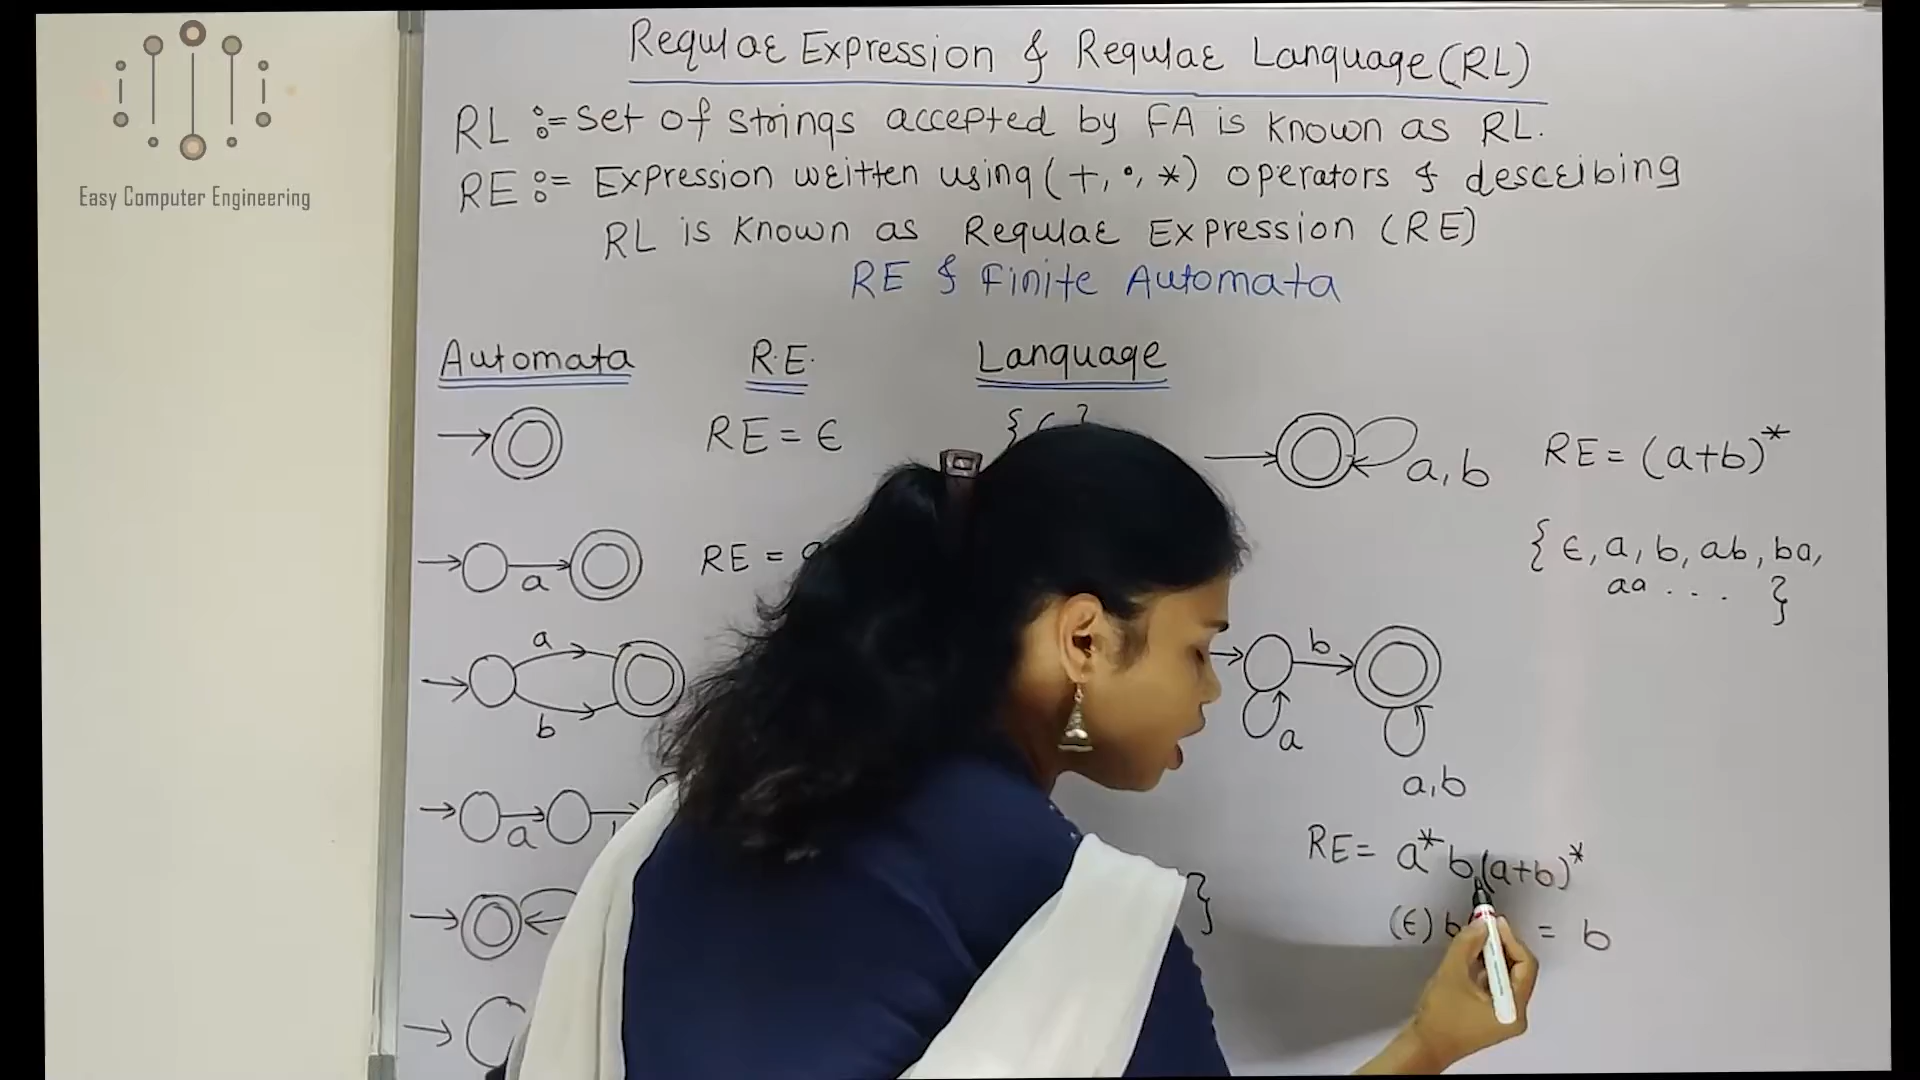 Easy Computer Engineering
Regular Expression & Regular Language (RL)
RL := Set of strings accepted by FA is known as RL.
RE := Expression written using (+, •, *) operators & describing
RL is known as Regular Expression (RE)
RE & Finite Automata
Automata R.E. Language
RE = ϵ
a, b
RE = (a+b)*
a
RE =
{ ϵ, a, b, ab, ba,
aa . . . }
a
b
b
a
a,b
a
RE = a* b (a+b)*
}
(ϵ) b = b